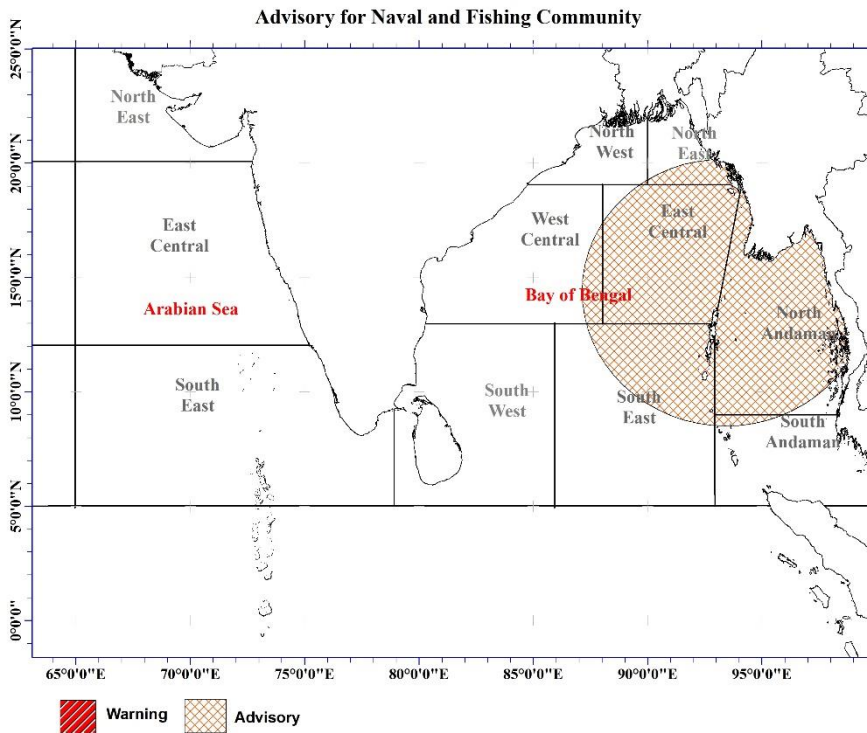 Advisory for Naval and Fishing Community
25°0'0"N
20°0'0"N
15°0'0"N
10°0'0"N
5°0'0"N
0°0'0"
North
East
North
West
North
East
East
Central
West
Central
East
Central
Arabian Sea
Bay of Bengal
North
Andaman
South
East
South
West
South
East
South
Andaman
65°0'0"E
70°0'0"E
75°0'0"E
80°0'0"E
85°0'0"E
90°0'0"E
95°0'0"E
Warning
Advisory